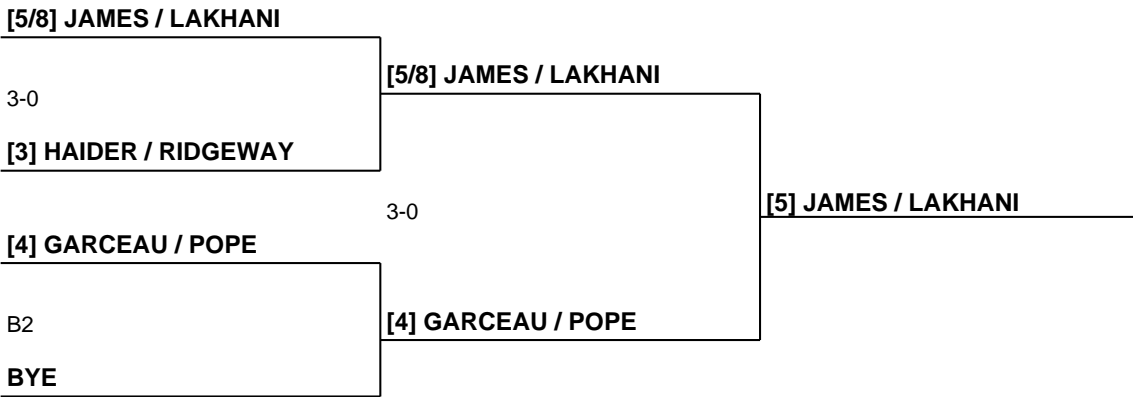 [5/8] JAMES / LAKHANI
[5/8] JAMES / LAKHANI
3-0
[3] HAIDER / RIDGEWAY
[5] JAMES / LAKHANI
3-0
[4] GARCEAU / POPE
B2
[4] GARCEAU / POPE
BYE